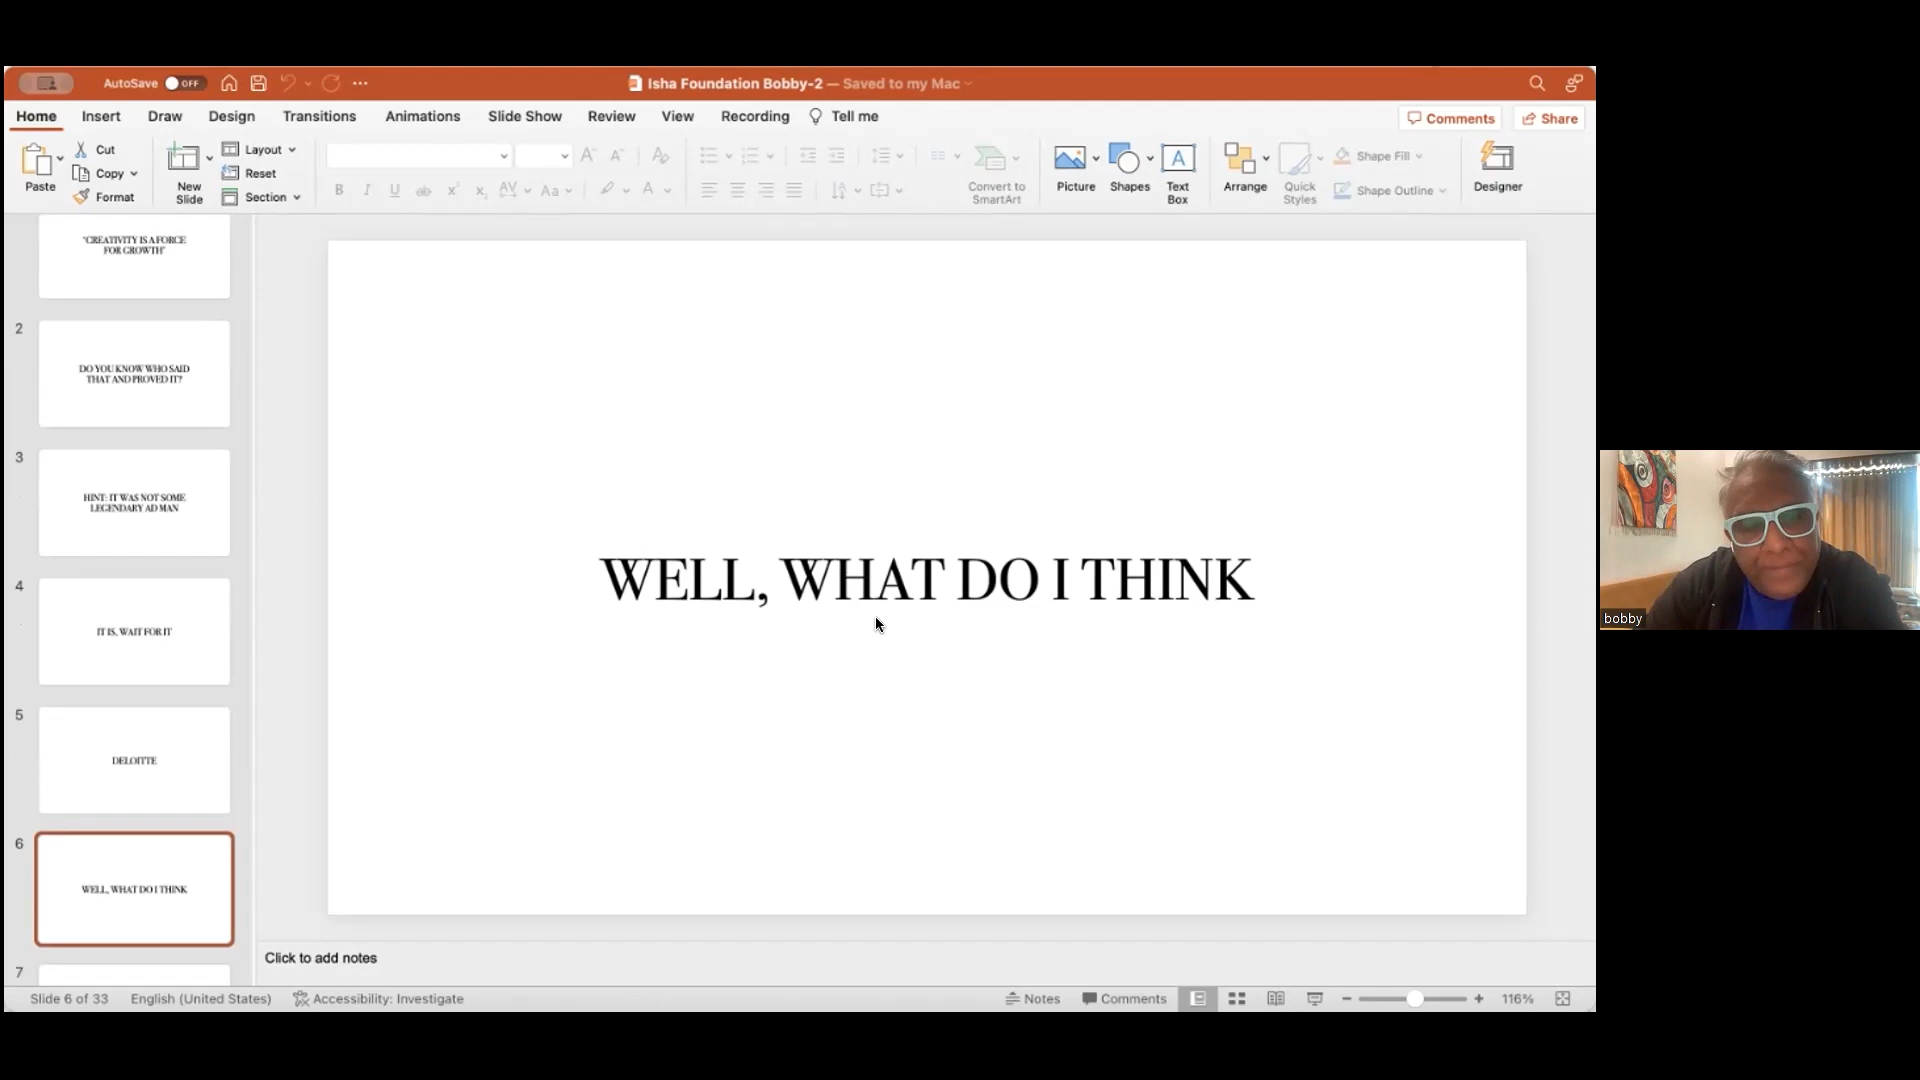 AutoSave OFF
Isha Foundation Bobby-2 — Saved to my Mac
Home Insert Draw Design Transitions Animations Slide Show Review View Recording Tell me
Comments Share
Paste
Cut
Copy
Format
New
Slide
Layout
Reset
Section
Convert to
SmartArt
Picture
Shapes
Text
Box
Arrange
Quick
Styles
Shape Fill
Shape Outline
Designer
"CREATIVITY IS A FORCE
FOR GROWTH"
2
DO YOU KNOW WHO SAID
THAT AND PROVED IT?
3
HINT: IT WAS NOT SOME
LEGENDARY AD MAN
4
IT IS, WAIT FOR IT
5
DELOITTE
6
WELL, WHAT DO I THINK
7
WELL, WHAT DO I THINK
bobby
Click to add notes
Slide 6 of 33 English (United States) Accessibility: Investigate
Notes Comments 116%